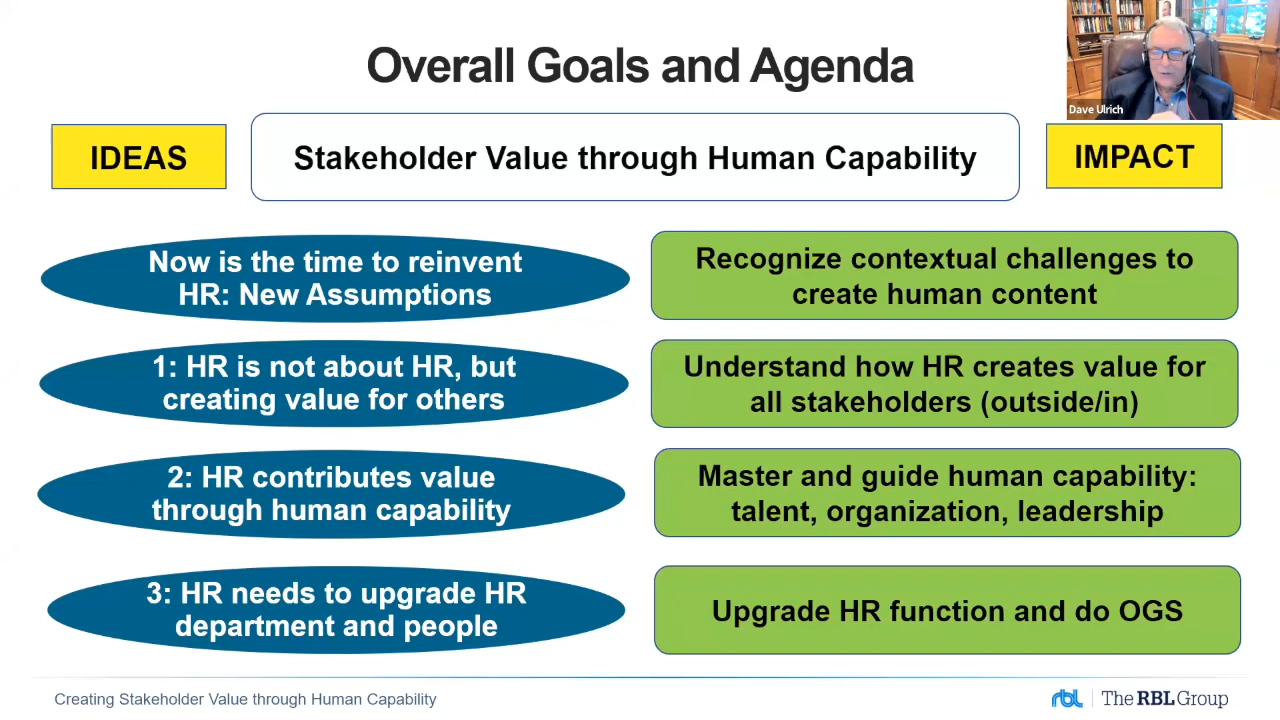 Overall Goals and Agenda
Dave Ulrich
IDEAS
Stakeholder Value through Human Capability
IMPACT
Now is the time to reinvent
HR: New Assumptions
Recognize contextual challenges to
create human content
1: HR is not about HR, but
creating value for others
Understand how HR creates value for
all stakeholders (outside/in)
2: HR contributes value
through human capability
Master and guide human capability:
talent, organization, leadership
3: HR needs to upgrade HR
department and people
Upgrade HR function and do OGS
Creating Stakeholder Value through Human Capability
rbl The RBL Group